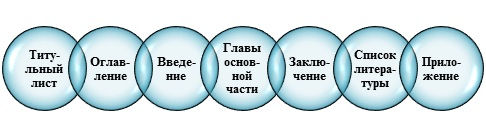 Титу-
льный
лист
Оглав-
ление
Введе-
ние
Главы
основ-
ной
части
Заклю-
чение
Список
литера-
туры
Прило-
жение